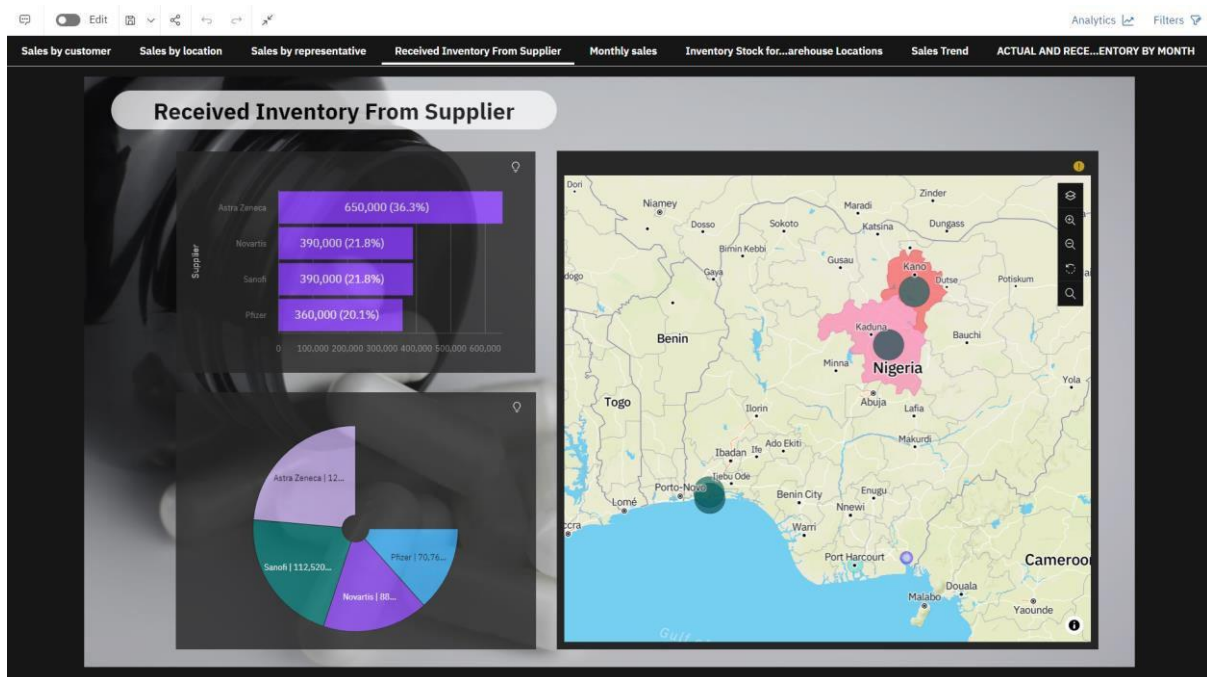 Edit
Analytics
Filters
Sales by customer
Sales by location
Sales by representative
Received Inventory From Supplier
Monthly sales
Inventory Stock for...arehouse Locations
Sales Trend
ACTUAL AND RECE...ENTORY BY MONTH
Received Inventory From Supplier
Supplier
Astra Zeneca
650,000 (36.3%)
Novartis
390,000 (21.8%)
Sanofi
390,000 (21.8%)
Pfizer
360,000 (20.1%)
0 100,000 200,000 300,000 400,000 500,000 600,000
Astra Zeneca | 12...
Sanofi | 112,520...
Novartis | 88...
Pfizer | 70,76...
Dori
Niamey
Dosso
Sokoto
Maradi
Katsina
Zinder
Dungass
Birnin Kebbi
Gusau
Kano
Dutse
Potiskum
Gaya
Benin
Kaduna
Bauchi
Minna
Nigeria
Yola
Togo
Ilorin
Abuja
Lafia
Ado Ekiti
Makurdi
Ibadan
Ife
Ijebu Ode
Porto-Novo
Benin City
Enugu
Lomé
Nnewi
Warri
Port Harcourt
Cameroo
Douala
Malabo
Yaounde